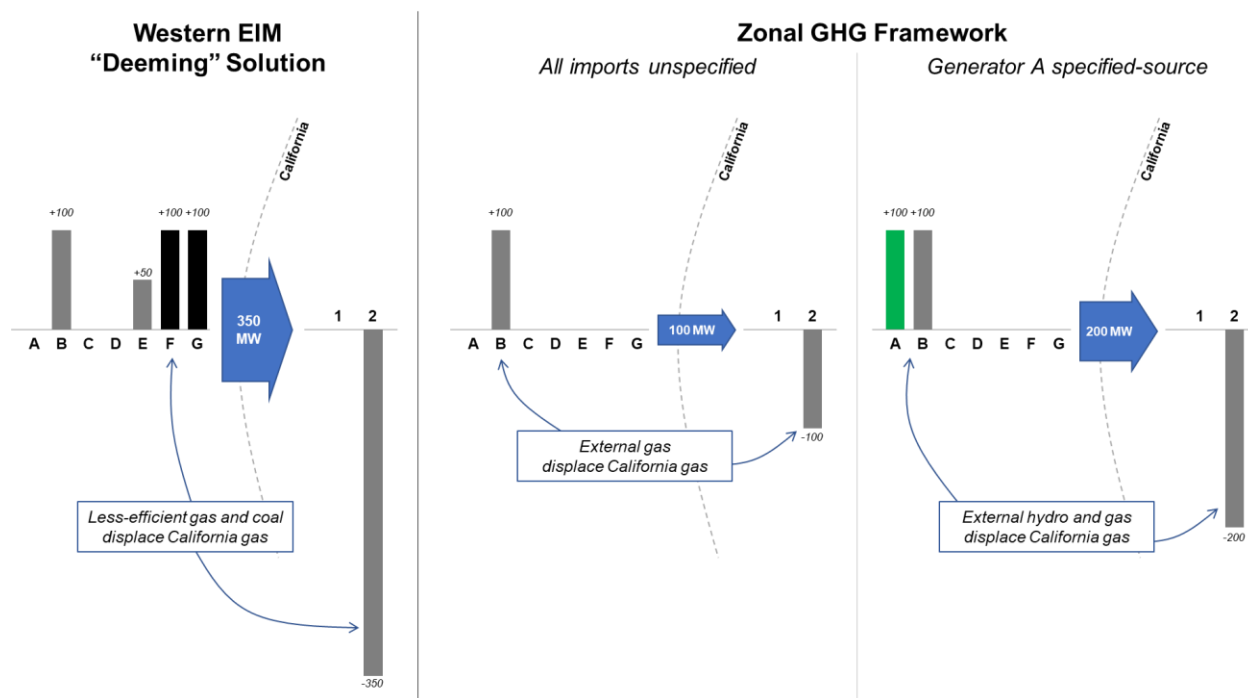 Western EIM
“Deeming” Solution
+100
+50
+100
+100
California
A B C D E F G
350
MW
1 2
Less-efficient gas and coal
displace California gas
-350
Zonal GHG Framework
All imports unspecified
+100
California
A B C D E F G
100 MW
1 2
-100
External gas
displace California gas
Generator A specified-source
+100
+100
California
A B C D E F G
200 MW
1 2
External hydro and gas
displace California gas
-200